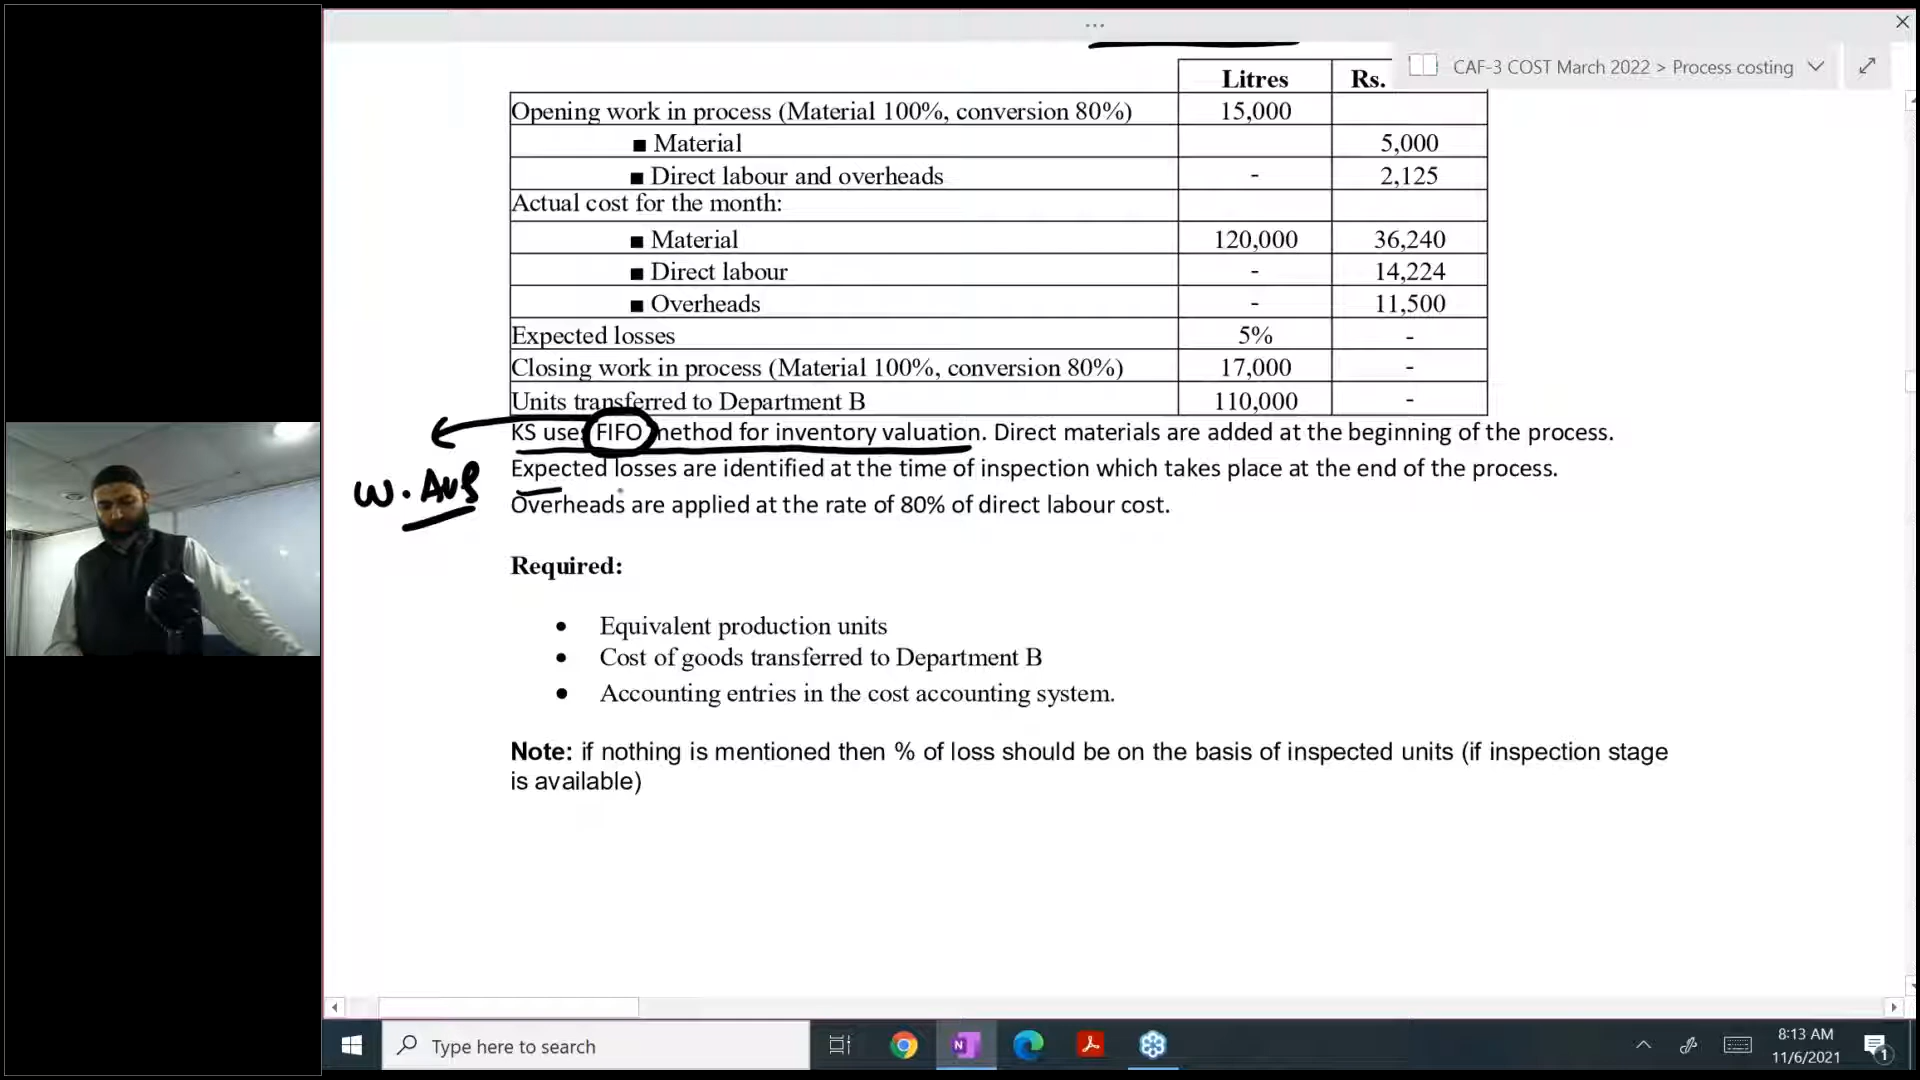 ...
CAF-3 COST March 2022 > Process costing
Litres Rs.
Opening work in process (Material 100%, conversion 80%) 15,000
■ Material 5,000
■ Direct labour and overheads - 2,125
Actual cost for the month:
■ Material 120,000 36,240
■ Direct labour - 14,224
■ Overheads - 11,500
Expected losses 5% -
Closing work in process (Material 100%, conversion 80%) 17,000 -
Units transferred to Department B 110,000 -
KS uses FIFO method for inventory valuation. Direct materials are added at the beginning of the process.
Expected losses are identified at the time of inspection which takes place at the end of the process.
W. Avg
Overheads are applied at the rate of 80% of direct labour cost.
Required:
• Equivalent production units
• Cost of goods transferred to Department B
• Accounting entries in the cost accounting system.
Note: if nothing is mentioned then % of loss should be on the basis of inspected units (if inspection stage
is available)
Type here to search
N
8:13 AM
11/6/2021
1